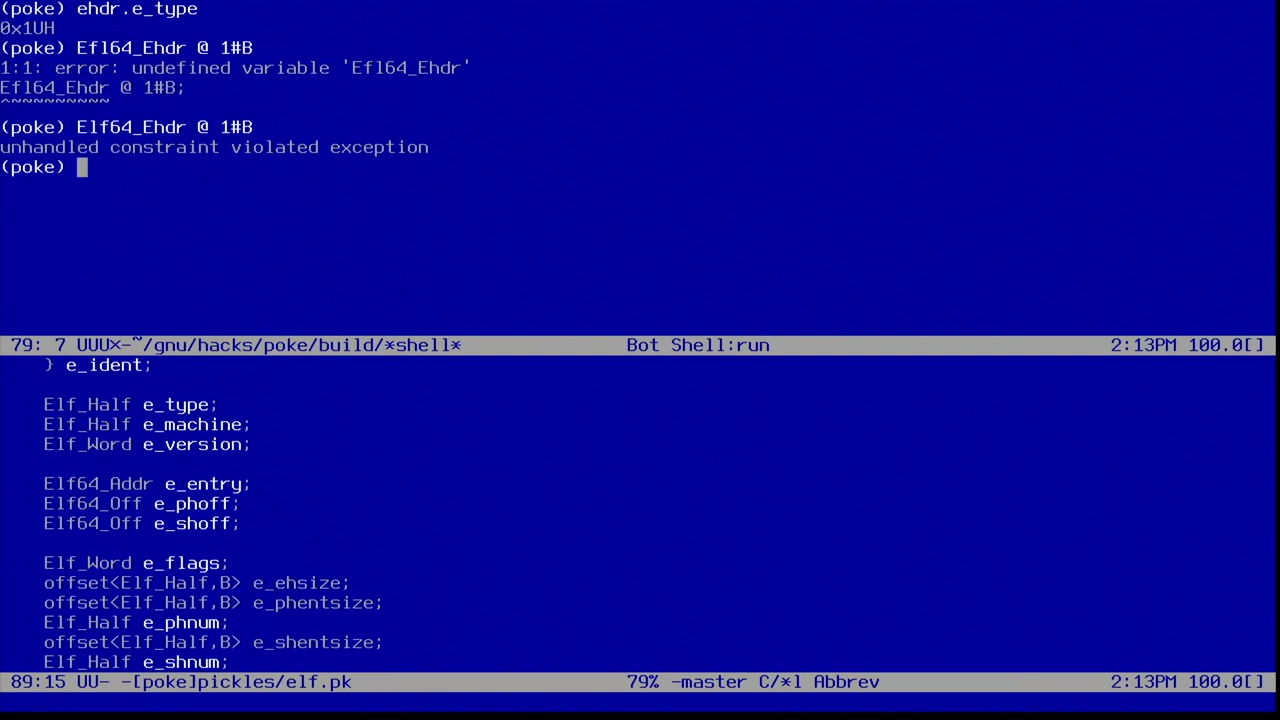 (poke) ehdr.e_type
0x1UH
(poke) Efl64_Ehdr @ 1#B
1:1: error: undefined variable 'Efl64_Ehdr'
Efl64_Ehdr @ 1#B;
^~~~~~~~~~
(poke) Elf64_Ehdr @ 1#B
unhandled constraint violated exception
(poke)
79: 7 UUU×-~/gnu/hacks/poke/build/*shell* Bot Shell:run 2:13PM 100.0[]
} e_ident;
Elf_Half e_type;
Elf_Half e_machine;
Elf_Word e_version;
Elf64_Addr e_entry;
Elf64_Off e_phoff;
Elf64_Off e_shoff;
Elf_Word e_flags;
offset<Elf_Half,B> e_ehsize;
offset<Elf_Half,B> e_phentsize;
Elf_Half e_phnum;
offset<Elf_Half,B> e_shentsize;
Elf_Half e_shnum;
89:15 UU- -[poke]pickles/elf.pk 79% -master C/*l Abbrev 2:13PM 100.0[]